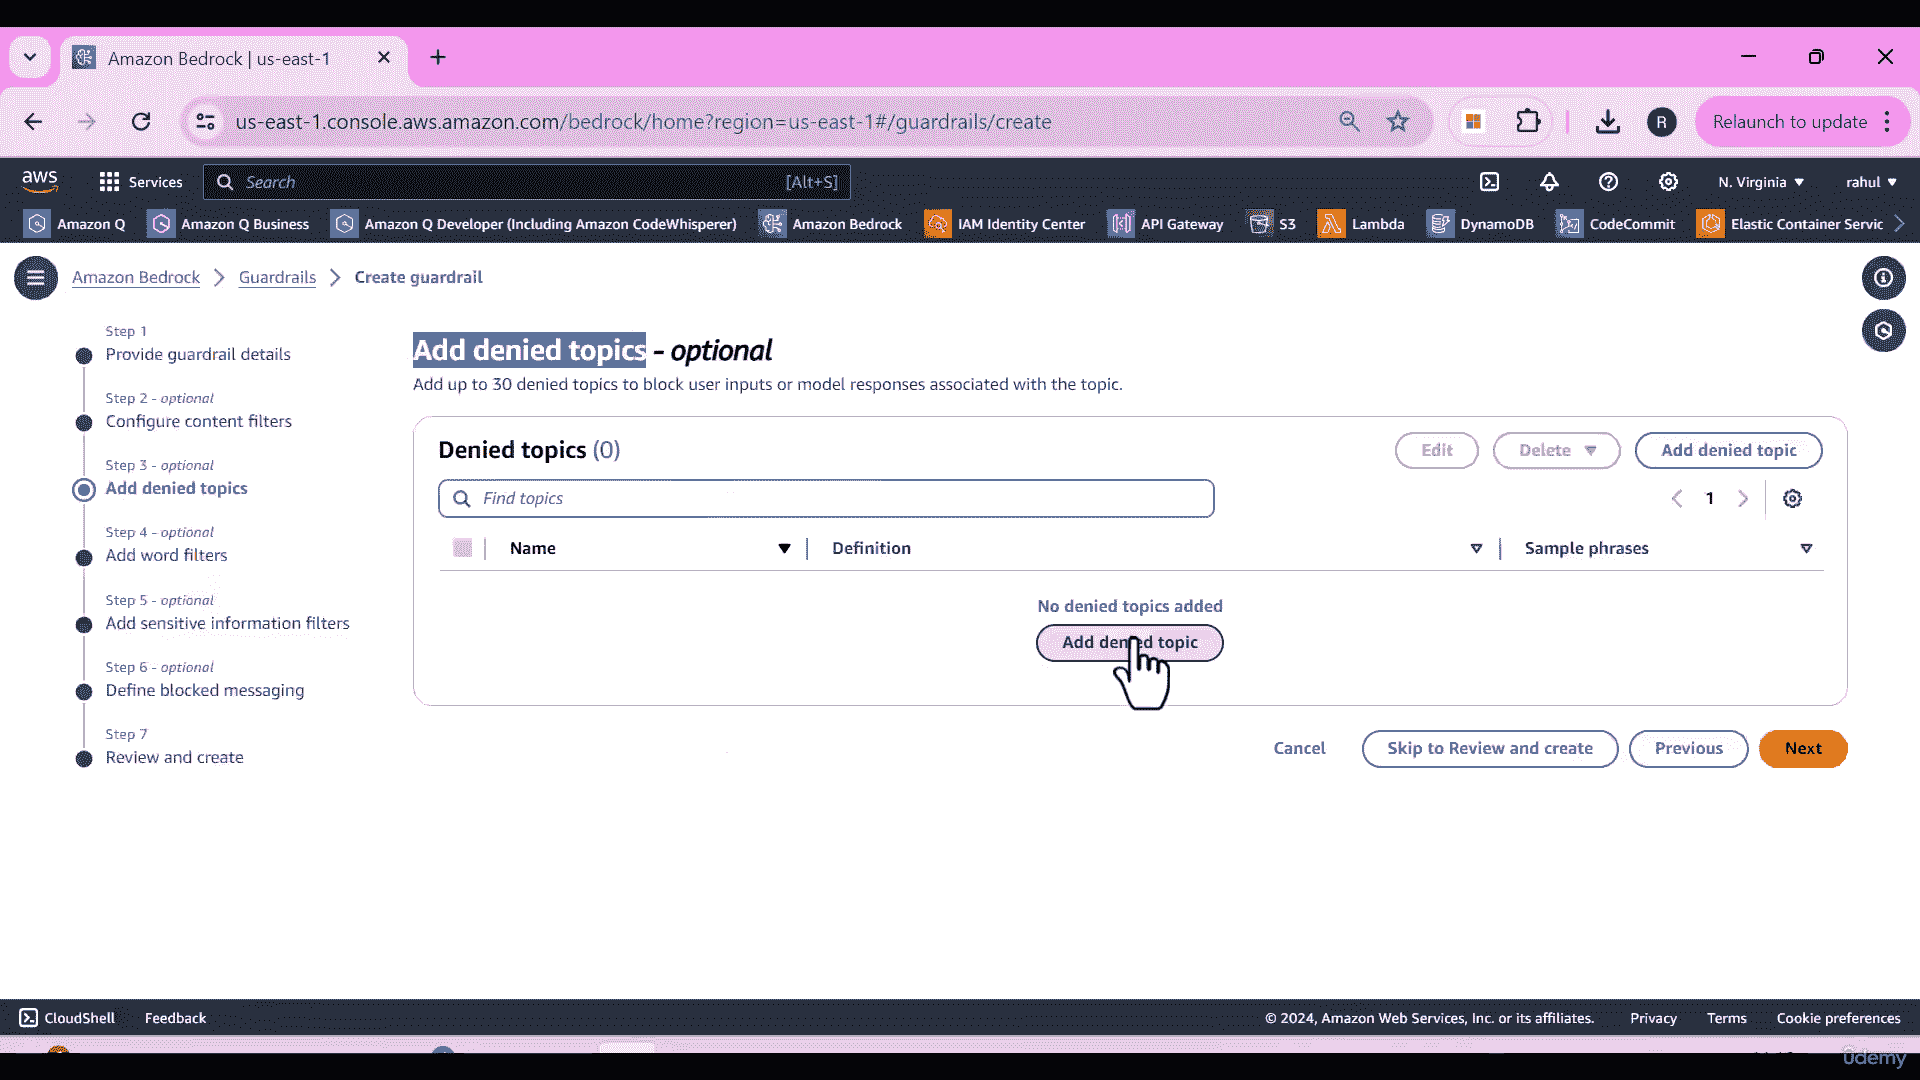 Amazon Bedrock | us-east-1
us-east-1.console.aws.amazon.com/bedrock/home?region=us-east-1#/guardrails/create
R
Relaunch to update
aws
Services
Search
[Alt+S]
N. Virginia
rahul
Amazon Q
Amazon Q Business
Amazon Q Developer (Including Amazon CodeWhisperer)
Amazon Bedrock
IAM Identity Center
API Gateway
S3
Lambda
DynamoDB
CodeCommit
Elastic Container Servic
Amazon Bedrock
Guardrails
Create guardrail
Step 1
Provide guardrail details
Step 2 - optional
Configure content filters
Step 3 - optional
Add denied topics
Step 4 - optional
Add word filters
Step 5 - optional
Add sensitive information filters
Step 6 - optional
Define blocked messaging
Step 7
Review and create
Add denied topics - optional
Add up to 30 denied topics to block user inputs or model responses associated with the topic.
Denied topics (0)
Edit
Delete
Add denied topic
Find topics
1
Name
Definition
Sample phrases
No denied topics added
Add denied topic
Cancel
Skip to Review and create
Previous
Next
CloudShell
Feedback
© 2024, Amazon Web Services, Inc. or its affiliates.
Privacy
Terms
Cookie preferences
ûdemy